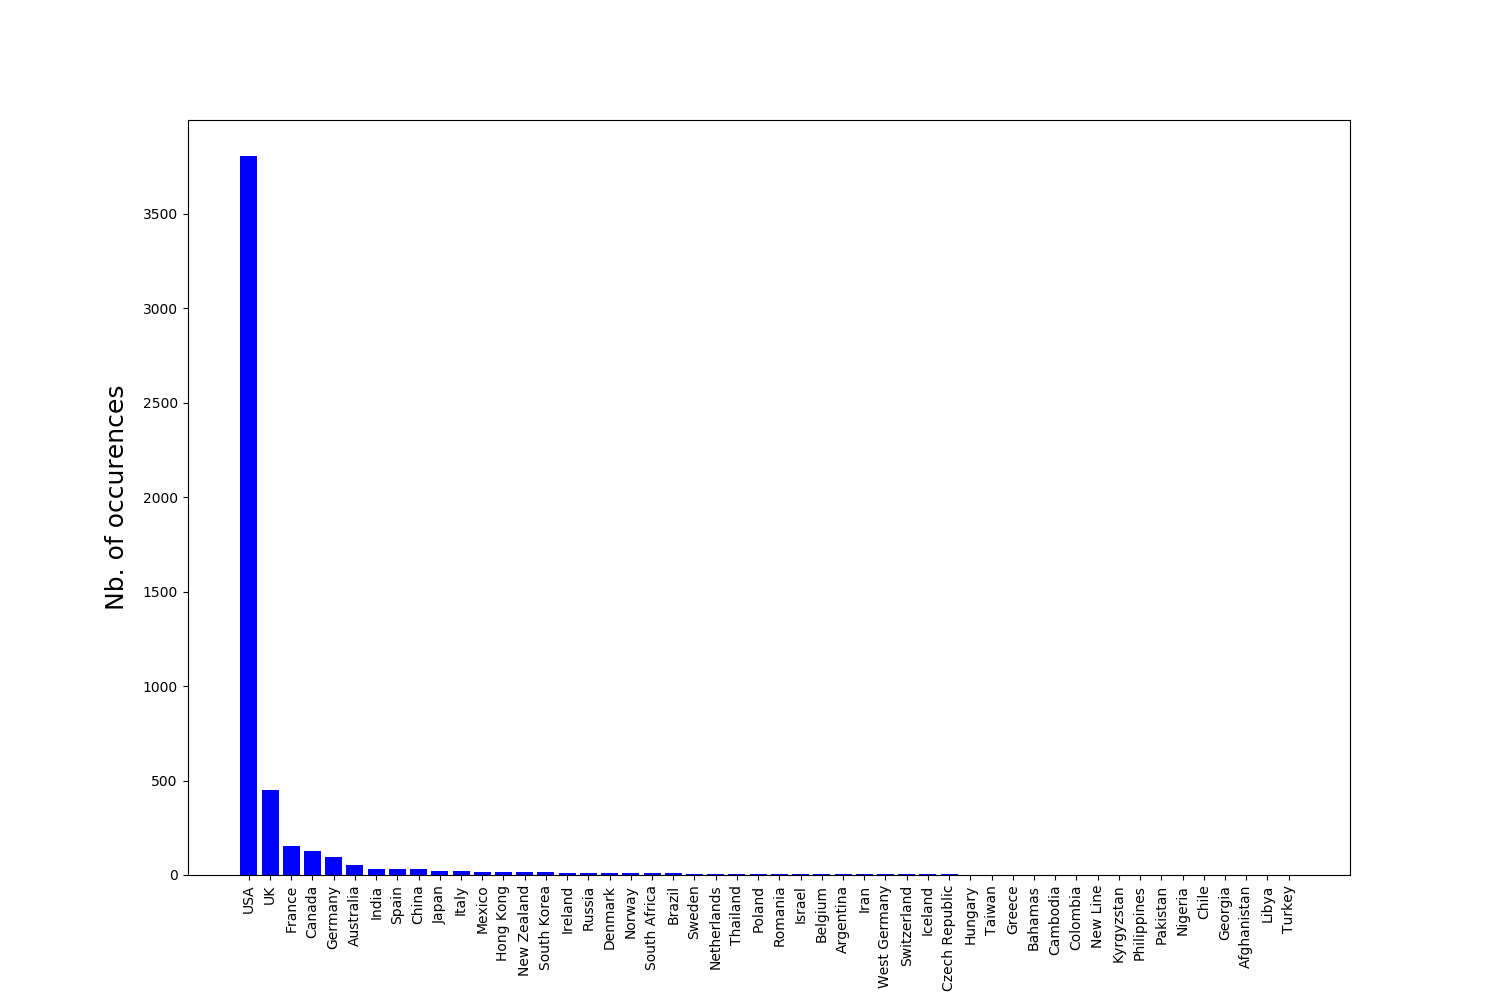 Nb. of occurences
3500
3000
2500
2000
1500
1000
500
0
USA
UK
France
Canada
Germany
Australia
India
Spain
China
Japan
Italy
Mexico
Hong Kong
New Zealand
South Korea
Ireland
Russia
Denmark
Norway
South Africa
Brazil
Sweden
Netherlands
Thailand
Poland
Romania
Israel
Belgium
Argentina
Iran
West Germany
Switzerland
Iceland
Czech Republic
Hungary
Taiwan
Greece
Bahamas
Cambodia
Colombia
New Line
Kyrgyzstan
Philippines
Pakistan
Nigeria
Chile
Georgia
Afghanistan
Libya
Turkey